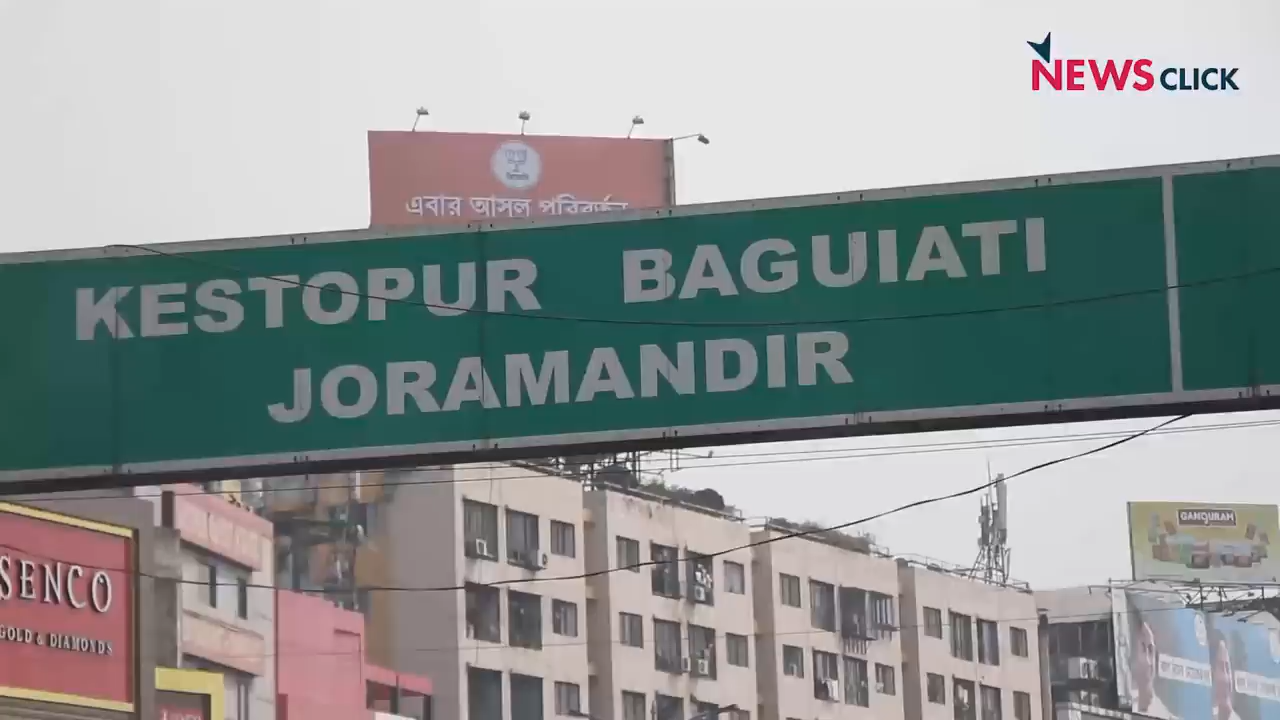 NEWSCLICK
এবার আসল পরিবর্তন
KESTOPUR BAGUIATI
JORAMANDIR
GANGURAM
SENCO
GOLD & DIAMONDS